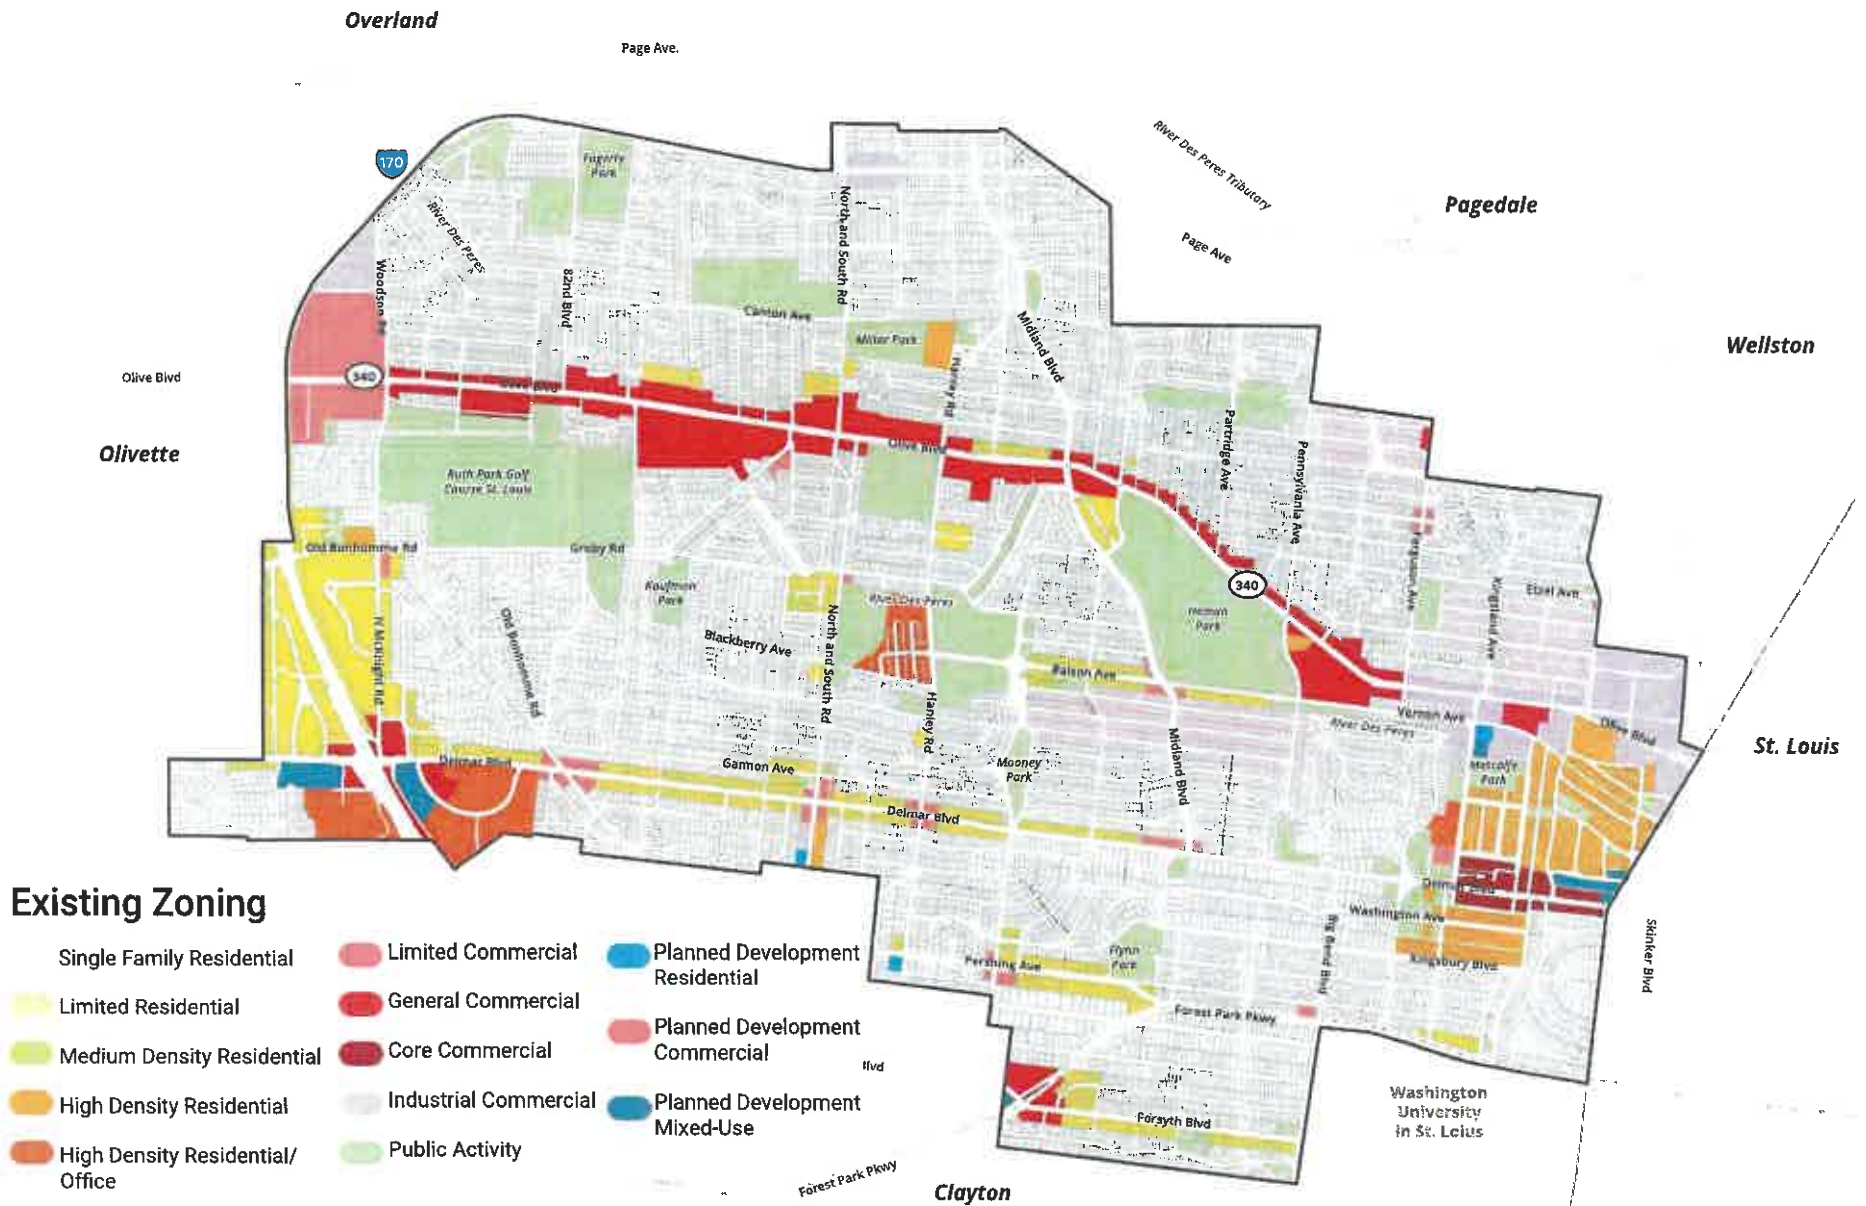 Overland
Page Ave.
River Des Peres Tributary
170
Fogerty
Park
Pagedale
North and South Rd
River Des Peres
Page Ave
Woodson Rd
82nd Blvd
Canton Ave
Midland Blvd
Miller Park
Wellston
Olive Blvd
340
Olive Blvd
Hanley Rd
Partridge Ave
Olivette
Olive Blvd
Pennsylvania Ave
Ruth Park Golf
Course St. Louis
Old Bonhomme Rd
Groby Rd
Ferguson Ave
340
Kingsland Ave
Etzel Ave
Kaufman
Park
River Des Peres
Heman
Park
Old Bonhomme Rd
N McKnight Rd
Blackberry Ave
North and South Rd
Balson Ave
Hanley Rd
Vernon Ave
River Des Peres
Olive Blvd
St. Louis
Midland Blvd
Delmar Blvd
Gannon Ave
Mooney
Park
Metcalfe
Park
Delmar Blvd
Delmar Blvd
Washington Ave
Big Bend Blvd
Skinker Blvd
Flynn
Park
Pershing Ave
Kingsbury Blvd
Forest Park Pkwy
Blvd
Washington
University
in St. Loius
Forsyth Blvd
Forest Park Pkwy
Clayton
Existing Zoning
Single Family Residential
Limited Residential
Medium Density Residential
High Density Residential
High Density Residential/
Office
Limited Commercial
General Commercial
Core Commercial
Industrial Commercial
Public Activity
Planned Development
Residential
Planned Development
Commercial
Planned Development
Mixed-Use